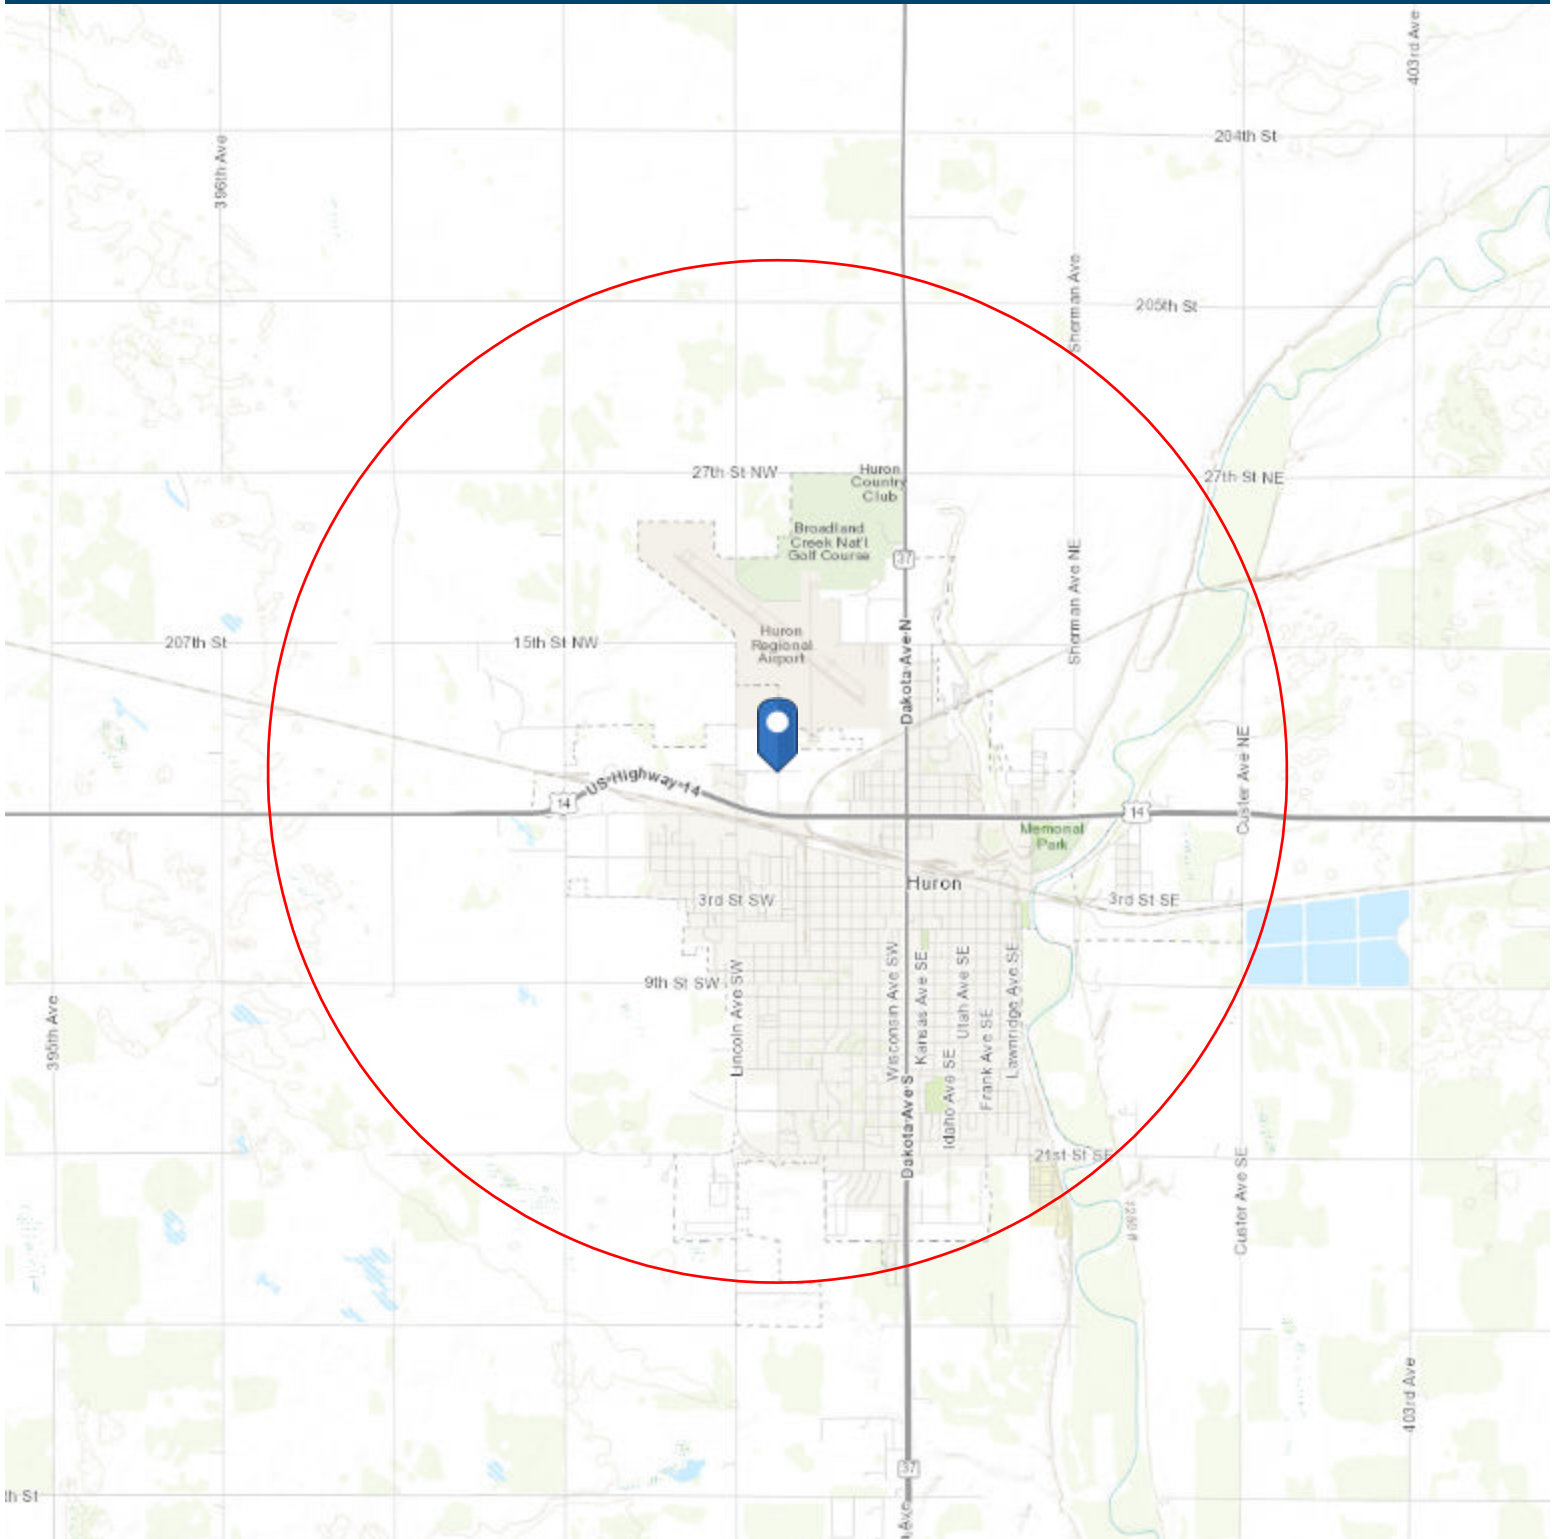 403rd Ave
396th Ave
204th St
Sherman Ave
205th St
27th St NW
Huron
Country
Club
27th St NE
Broadland
Creek Nat'l
Golf Course
37
Sherman Ave NE
207th St
15th St NW
Huron
Regional
Airport
Dakota Ave N
US Highway 14
14
14
Custer Ave NE
Memorial
Park
Huron
3rd St SW
3rd St SE
9th St SW
Lincoln Ave SW
Wisconsin Ave SW
Kansas Ave SE
Utah Ave SE
Lawnridge Ave SE
395th Ave
Frank Ave SE
Idaho Ave SE
Dakota Ave S
21st St SE
1280 ft
Custer Ave SE
403rd Ave
37
th St
Ave